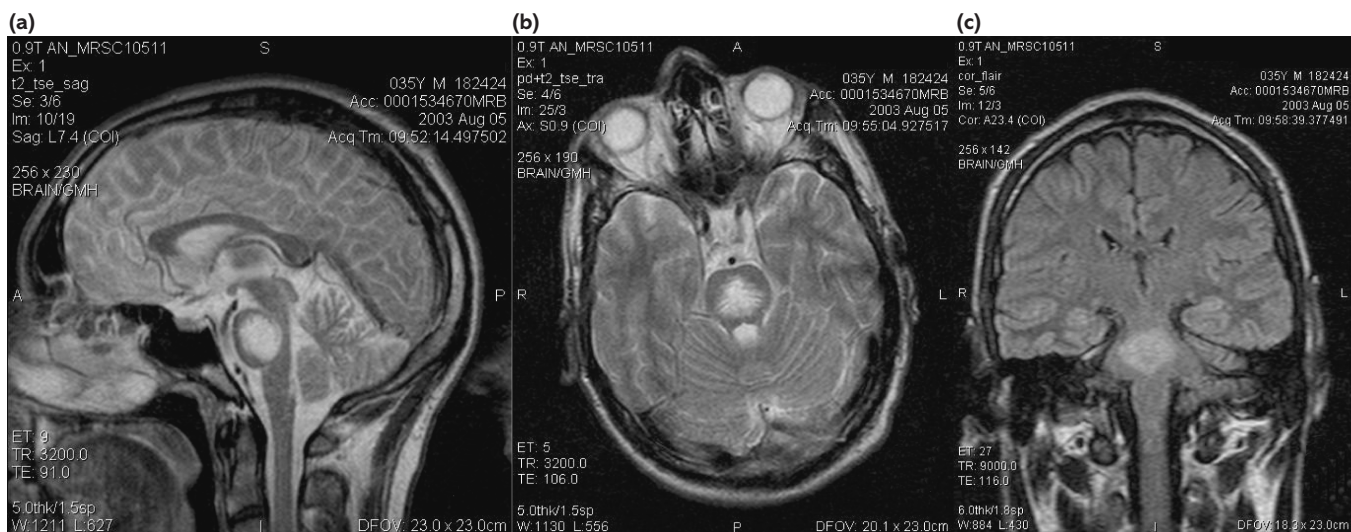 (a)
0.9T AN_MRSC10511
Ex: 1
t2_tse_sag
Se: 3/6
Im: 10/19
Sag: L7.4 (COI)
256 x 230
BRAIN/GMH
S
035Y M 182424
Acc: 0001534670MRB
2003 Aug 05
Acq Tm: 09:52:14.497502
A
P
ET: 9
TR: 3200.0
TE: 91.0
5.0thk/1.5sp
W:1211 L:627
I
DFOV: 23.0 x 23.0cm
(b)
0.9T AN_MRSC10511
Ex: 1
pd+t2_tse_tra
Se: 4/6
Im: 25/3
Ax: S0.9 (COI)
256 x 190
BRAIN/GMH
A
035Y M 182424
Acc: 0001534670MRB
2003 Aug 05
Acq Tm: 09:55:04.927517
R
L
ET: 5
TR: 3200.0
TE: 106.0
5.0thk/1.5sp
W:1130 L:556
P
DFOV: 20.1 x 23.0cm
(c)
0.9T AN_MRSC10511
Ex: 1
cor_flair
Se: 5/6
Im: 12/3
Cor: A23.4 (COI)
256 x 142
BRAIN/GMH
S
035Y M 182424
Acc: 0001534670MRB
2003 Aug 05
Acq Tm: 09:58:39.377491
R
L
ET: 27
TR: 9000.0
TE: 116.0
6.0thk/1.8sp
W:884 L:430
I
DFOV: 18.3 x 23.0cm